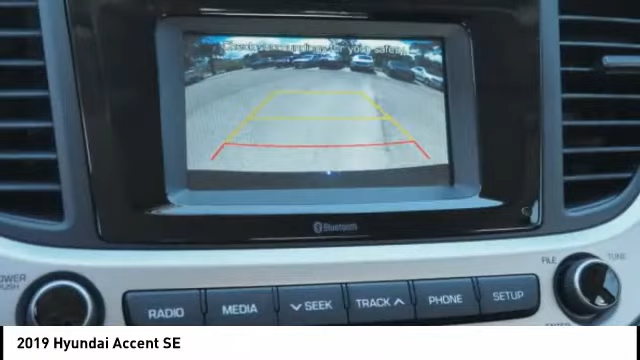 Check surroundings for your safety
Bluetooth
POWER
PUSH
FILE
TUNE
RADIO
MEDIA
SEEK
TRACK
PHONE
SETUP
ENTER
2019 Hyundai Accent SE